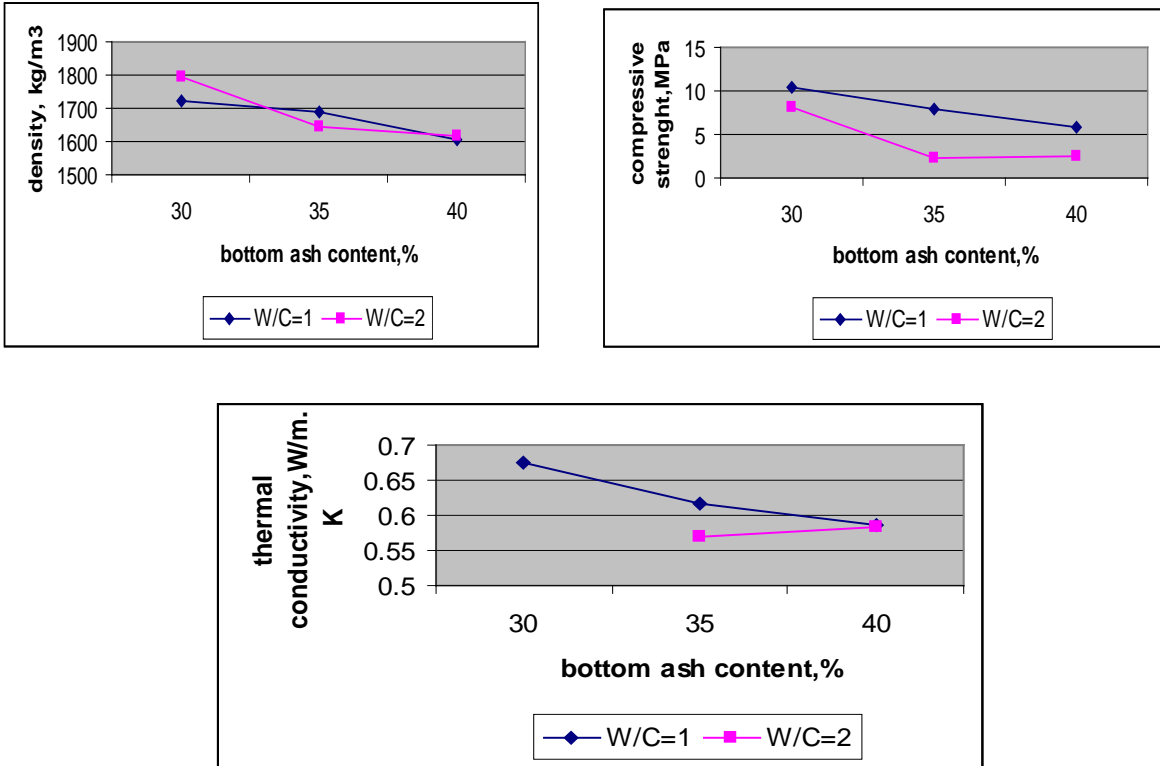 density, kg/m3
1900
1800
1700
1600
1500
30 35 40
bottom ash content,%
W/C=1 W/C=2
compressive
strenght,MPa
15
10
5
0
30 35 40
bottom ash content,%
W/C=1 W/C=2
thermal
conductivity,W/m.
K
0.7
0.65
0.6
0.55
0.5
30 35 40
bottom ash content,%
W/C=1 W/C=2